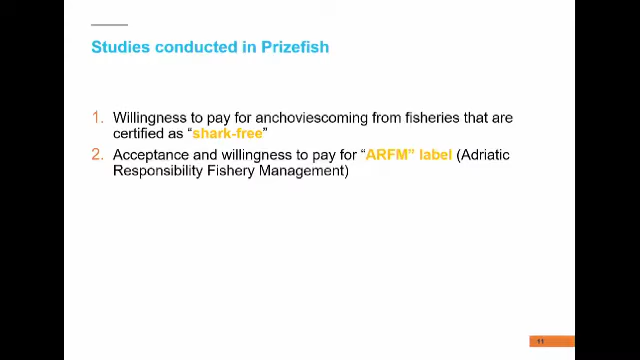 Studies conducted in Prizefish
1. Willingness to pay for anchoviescoming from fisheries that are
certified as “shark-free”
2. Acceptance and willingness to pay for “ARFM” label (Adriatic
Responsibility Fishery Management)
11